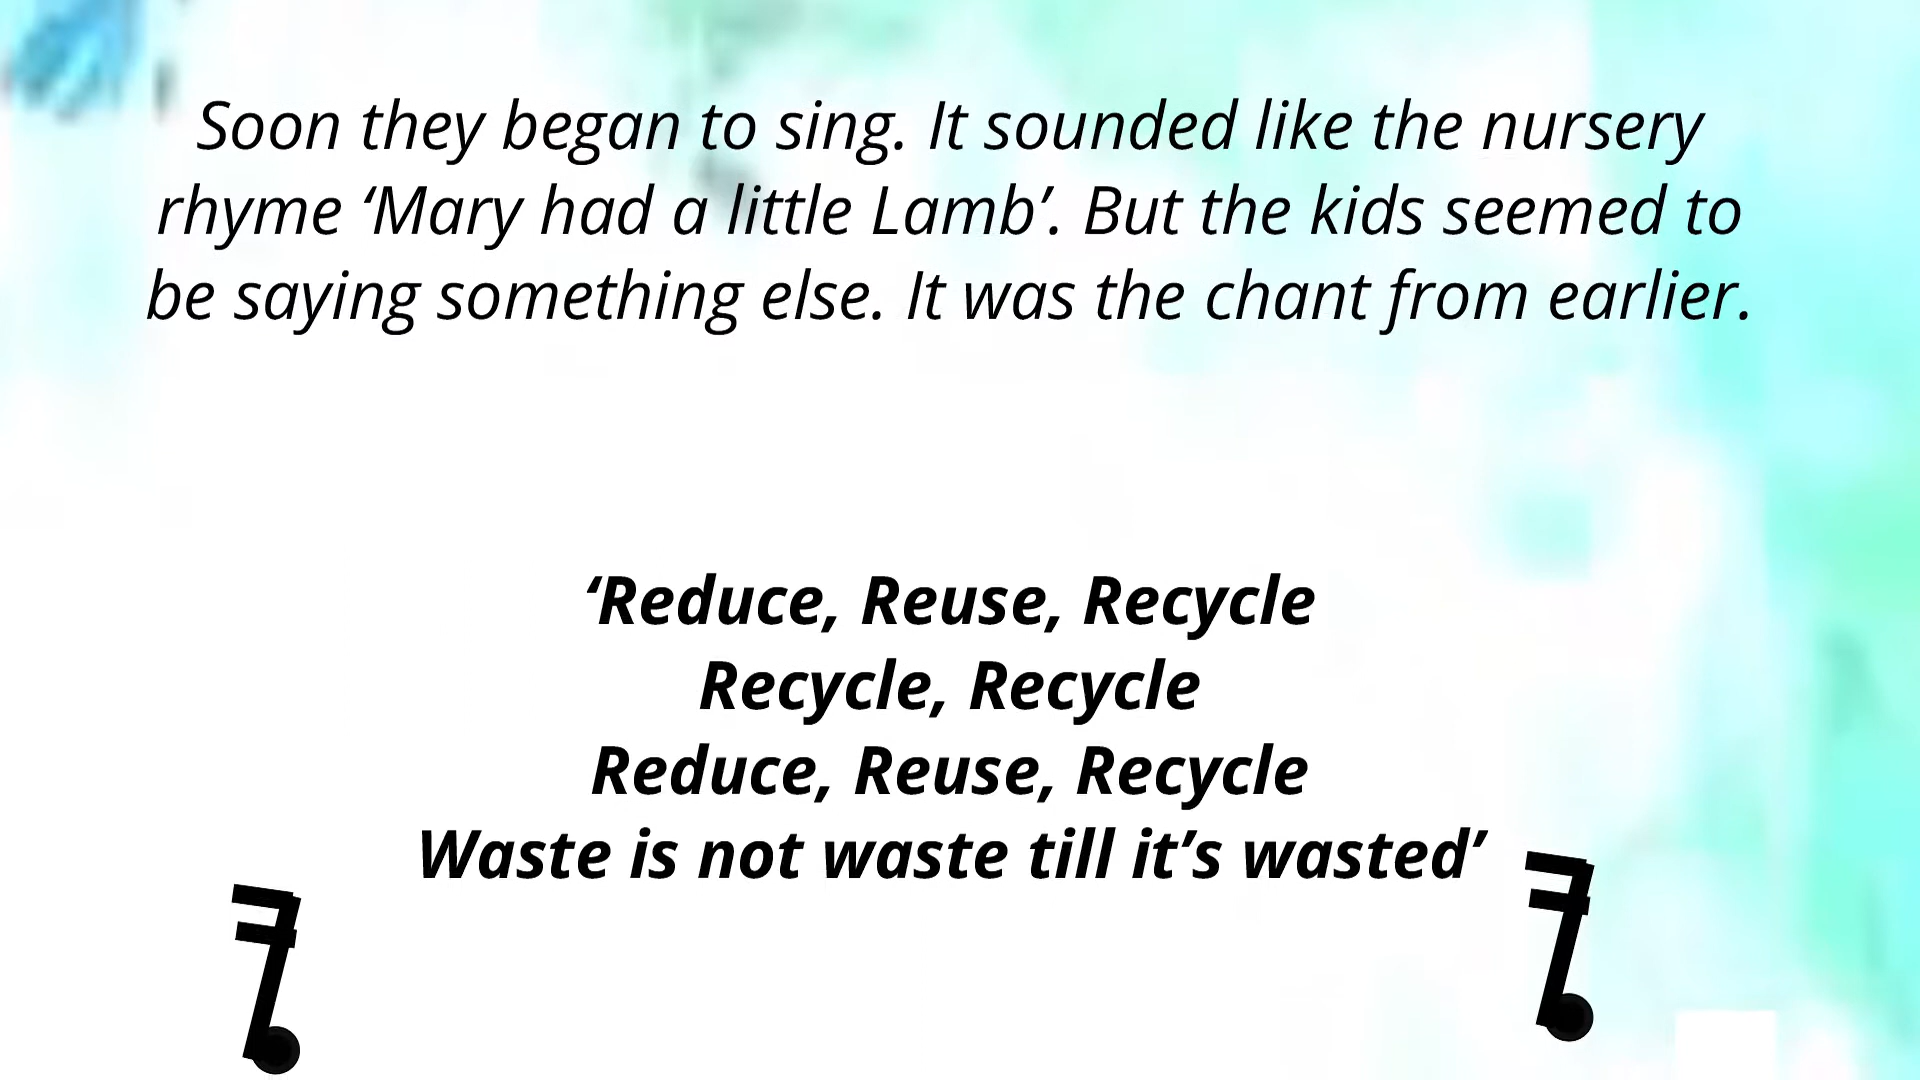 Soon they began to sing. It sounded like the nursery
rhyme ‘Mary had a little Lamb’. But the kids seemed to
be saying something else. It was the chant from earlier.
‘Reduce, Reuse, Recycle
Recycle, Recycle
Reduce, Reuse, Recycle
Waste is not waste till it’s wasted’